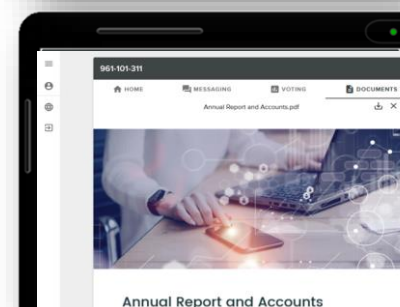 961-101-311
HOME MESSAGING VOTING DOCUMENTS
Annual Report and Accounts.pdf
Annual Report and Accounts